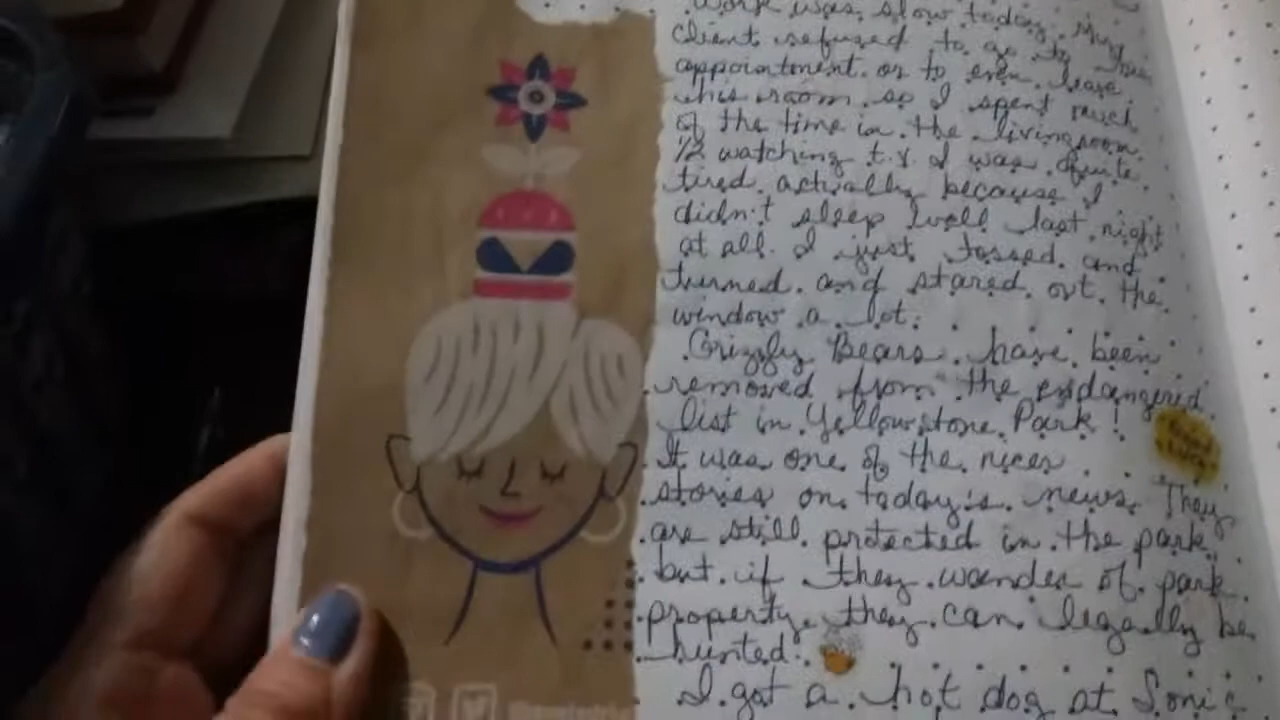 Work was slow today. My
client refused to go to
appointment. or to even leave
his room. so I spent much
of the time in the livingroom.
1/2 watching t.v. I was quite
tired. actually because I
didn't sleep well last night
at all. I just tossed and
turned and stared out the
window a lot.
Grizzly Bears have been
removed from the endangered
list in Yellowstone Park!
It was one of the nicer
stories on today's news. They
are still protected in the park.
but if they wander of park
property they can legally be
hunted.
I got a hot dog at Sonic